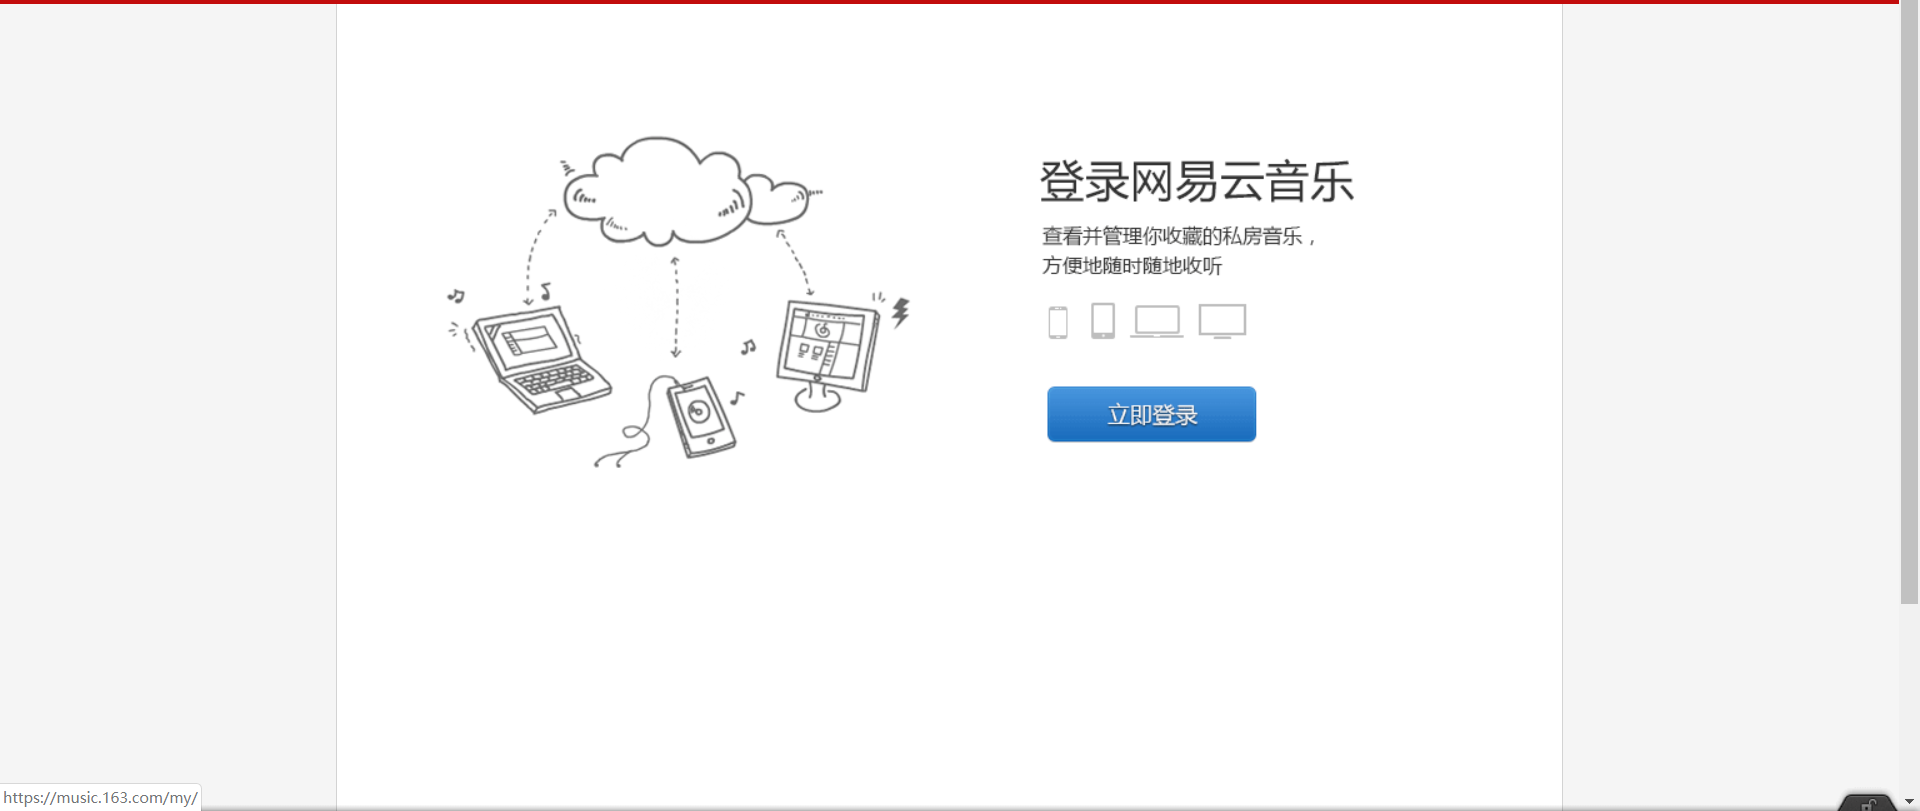 登录网易云音乐
查看并管理你收藏的私房音乐，
方便地随时随地收听
立即登录
https://music.163.com/my/